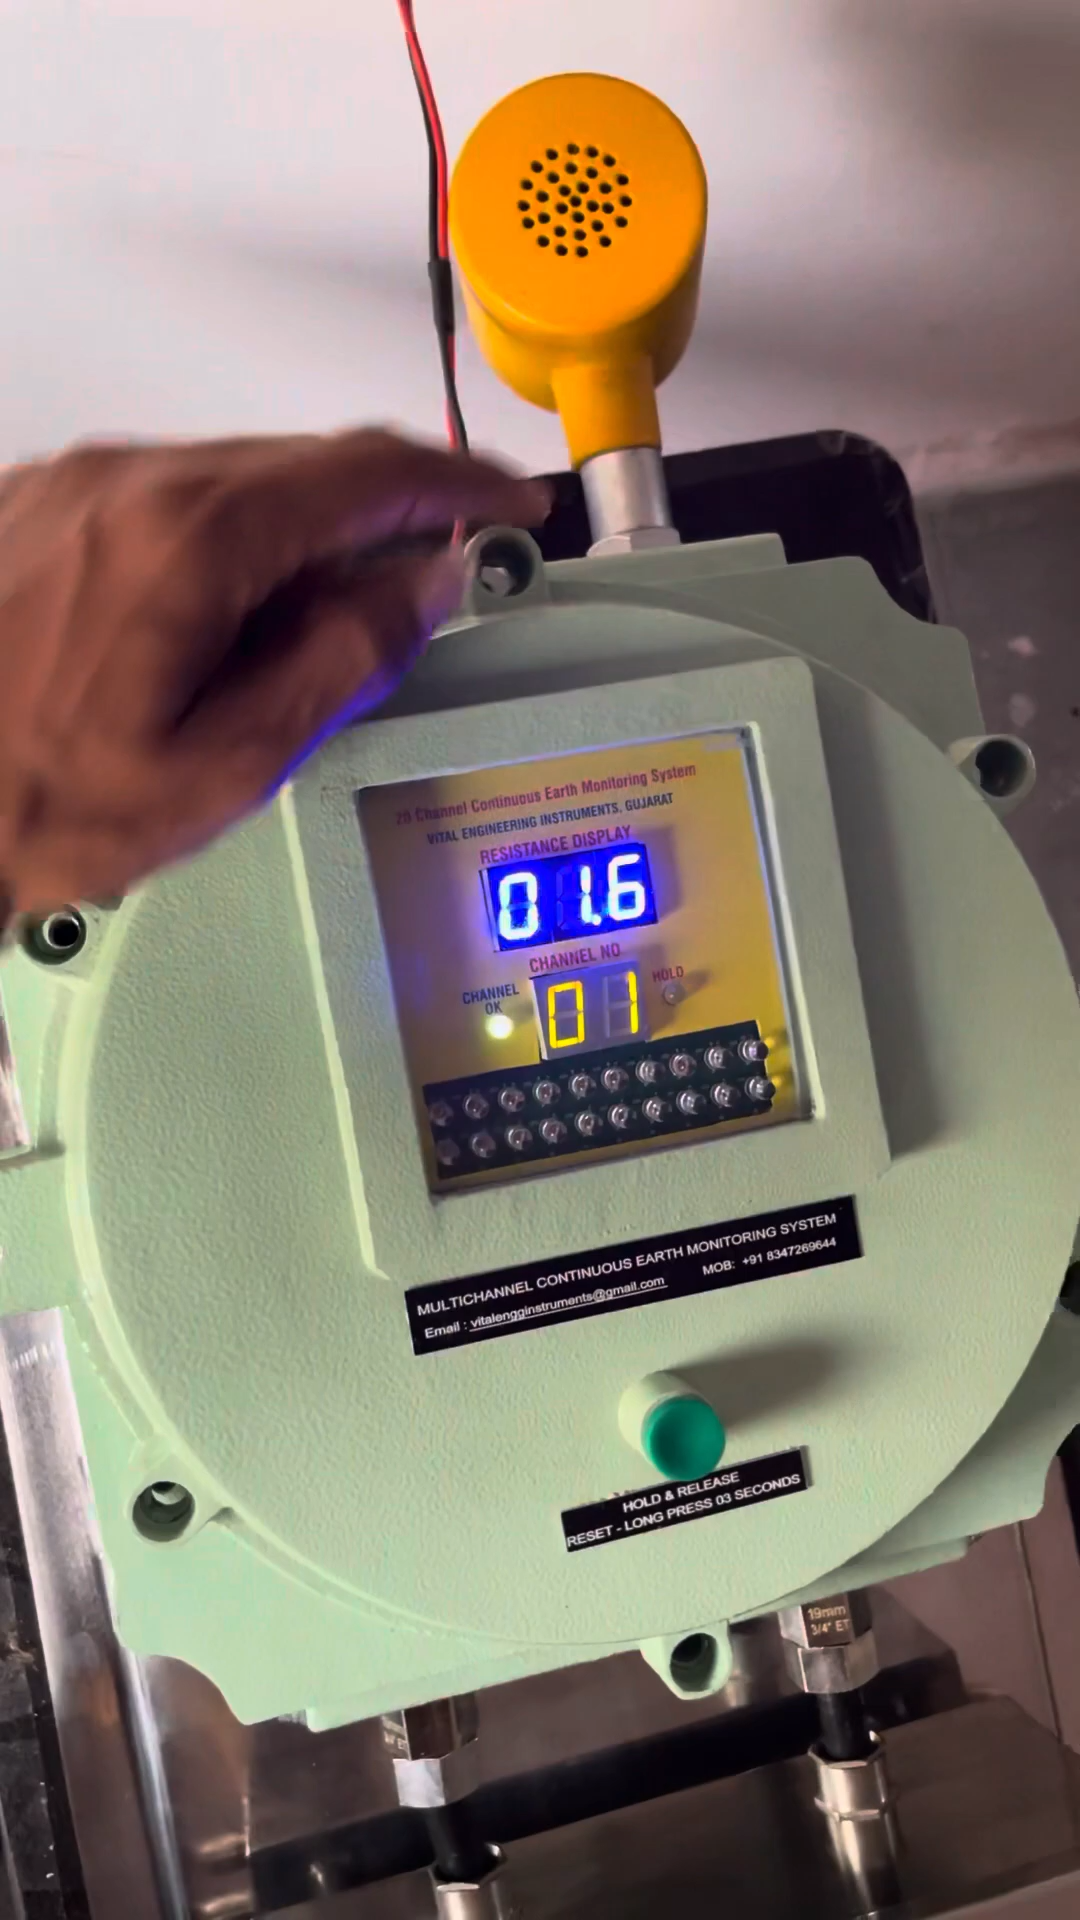 20 Channel Continuous Earth Monitoring System
VITAL ENGINEERING INSTRUMENTS, GUJARAT
RESISTANCE DISPLAY
01.6
CHANNEL NO
CHANNEL OK
01
HOLD
MULTICHANNEL CONTINUOUS EARTH MONITORING SYSTEM
Email : vitalengginstruments@gmail.com MOB: +91 8347269644
HOLD & RELEASE
RESET - LONG PRESS 03 SECONDS
19mm
3/4" ET